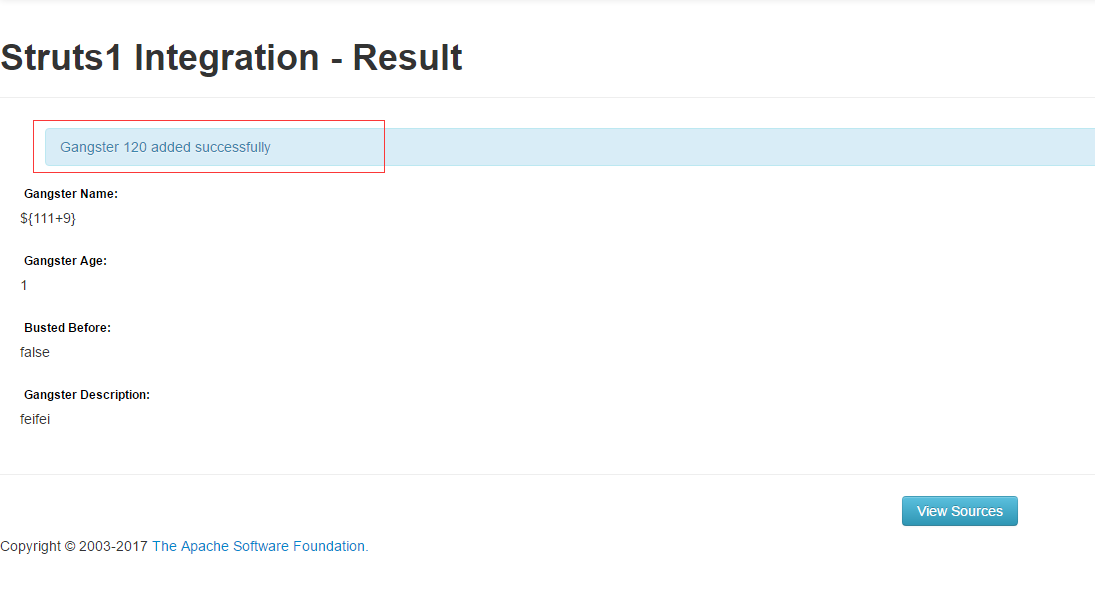 Struts1 Integration - Result
Gangster 120 added successfully
Gangster Name:
${111+9}
Gangster Age:
1
Busted Before:
false
Gangster Description:
feifei
View Sources
Copyright © 2003-2017 The Apache Software Foundation.